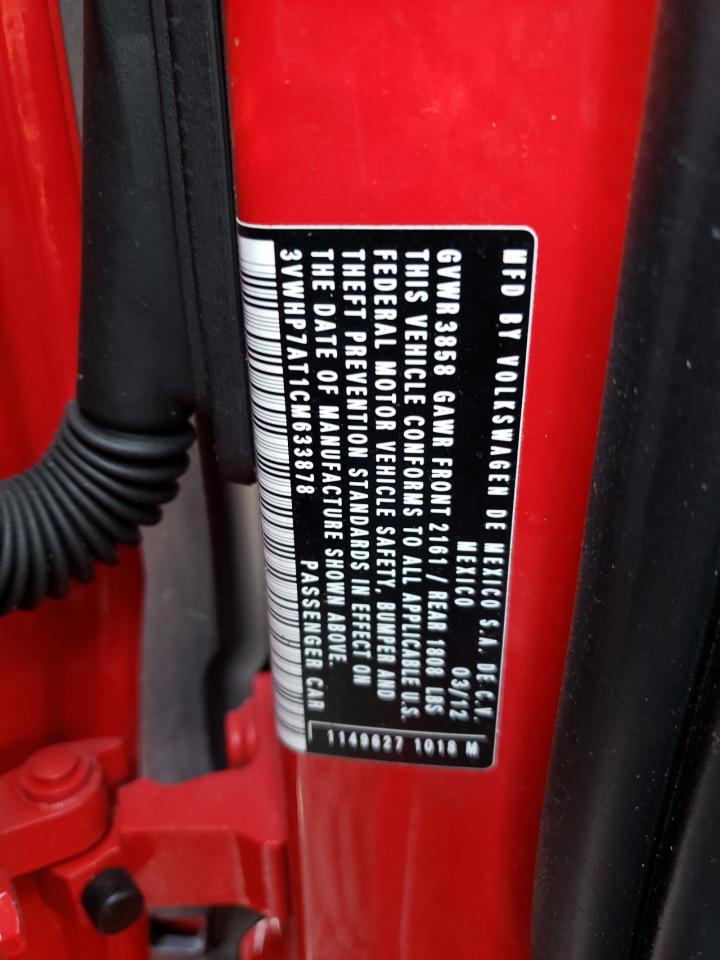 MFD BY VOLKSWAGEN DE MEXICO S.A. DE C.V.
MEXICO 03/12
GVWR 3858 GAWR FRONT 2161 / REAR 1808 LBS
THIS VEHICLE CONFORMS TO ALL APPLICABLE U.S.
FEDERAL MOTOR VEHICLE SAFETY, BUMPER AND
THEFT PREVENTION STANDARDS IN EFFECT ON
THE DATE OF MANUFACTURE SHOWN ABOVE.
3VWHP7AT1CM633878 PASSENGER CAR
1149827 1018 M